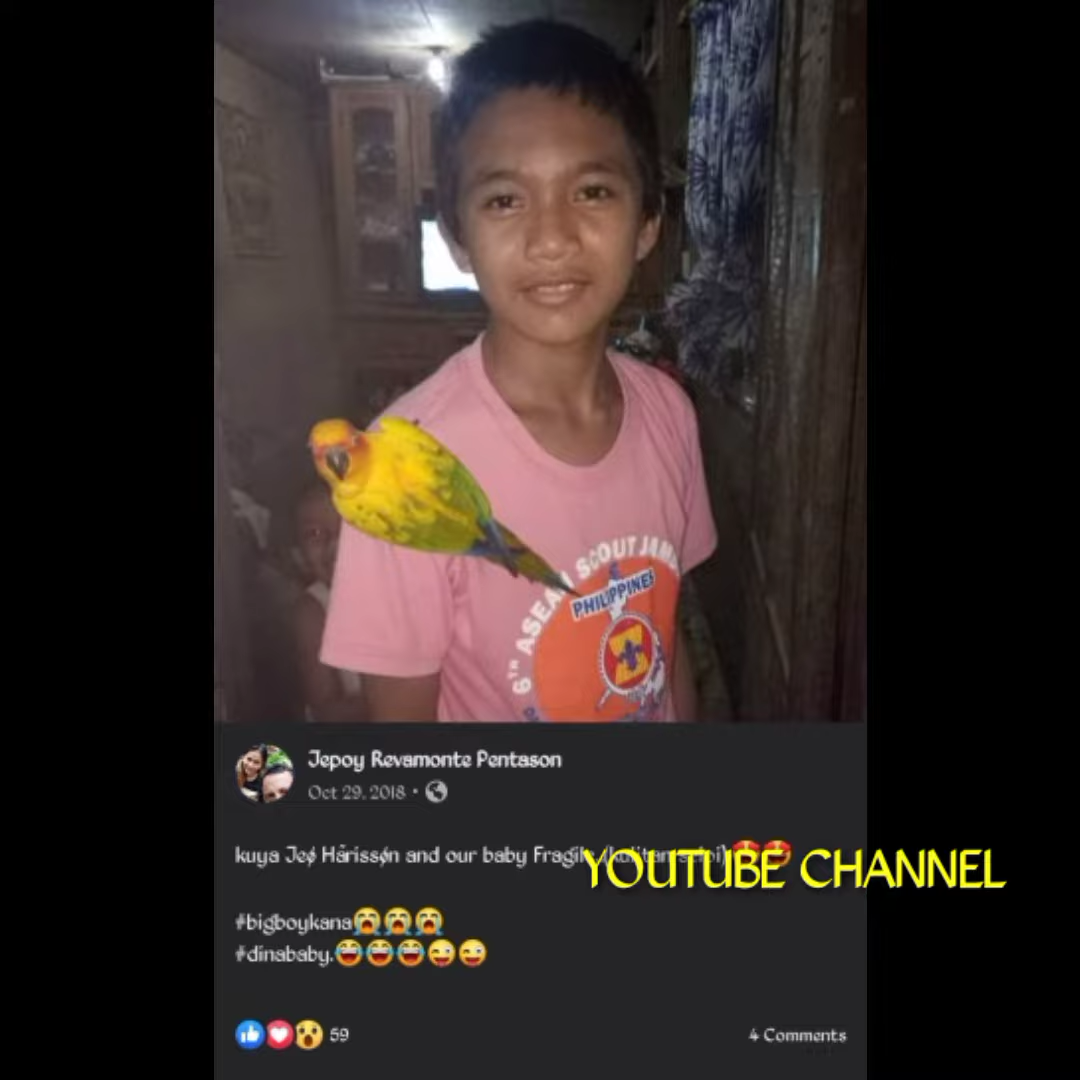 6TH ASEAN SCOUT JAM
PHILIPPINES
Jepoy Revamonte Pentason
Oct 29, 2018
kuya Jeø Hårissøn and our baby Fragile
YOUTUBE CHANNEL
#bigboykana😭😭😭
#dinababy.😂😂😂😜😜
59
4 Comments